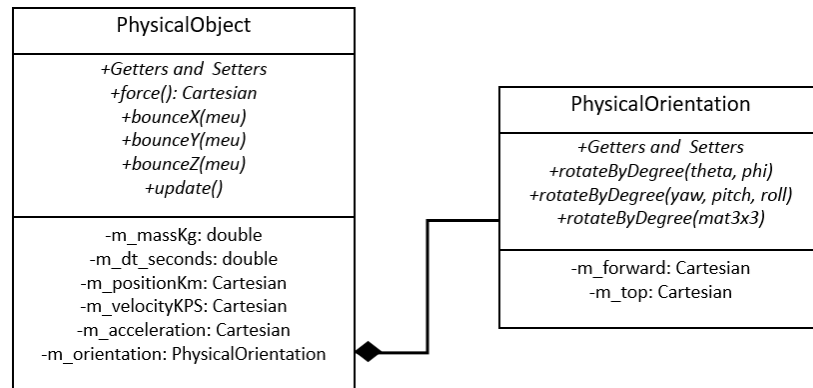 PhysicalObject
+Getters and Setters
+force(): Cartesian
+bounceX(meu)
+bounceY(meu)
+bounceZ(meu)
+update()
-m_massKg: double
-m_dt_seconds: double
-m_positionKm: Cartesian
-m_velocityKPS: Cartesian
-m_acceleration: Cartesian
-m_orientation: PhysicalOrientation
PhysicalOrientation
+Getters and Setters
+rotateByDegree(theta, phi)
+rotateByDegree(yaw, pitch, roll)
+rotateByDegree(mat3x3)
-m_forward: Cartesian
-m_top: Cartesian